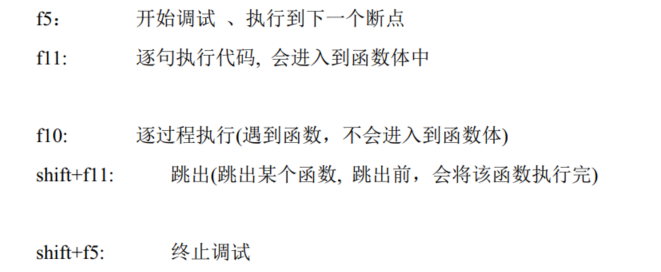 f5: 开始调试 、执行到下一个断点
f11: 逐句执行代码, 会进入到函数体中
f10: 逐过程执行(遇到函数，不会进入到函数体)
shift+f11: 跳出(跳出某个函数, 跳出前，会将该函数执行完)
shift+f5: 终止调试